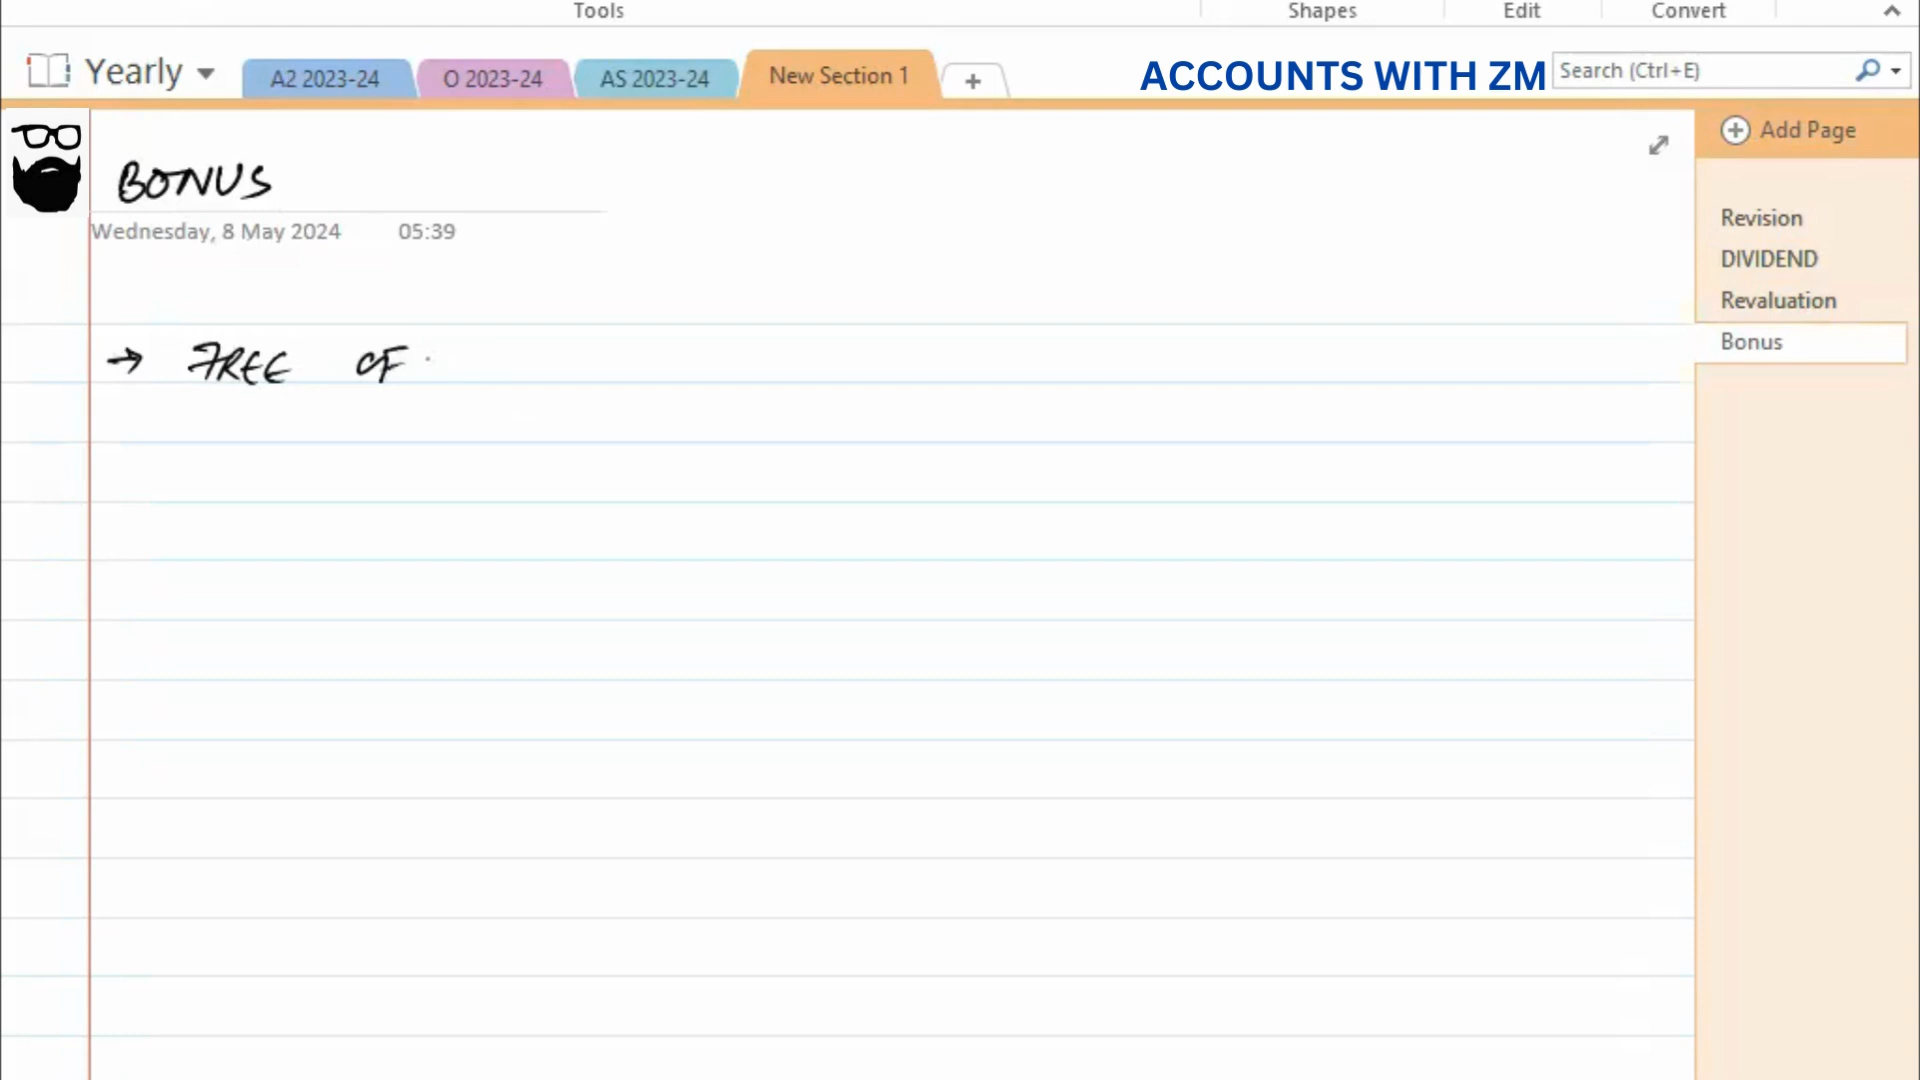 Tools Shapes Edit Convert
Yearly A2 2023-24 O 2023-24 AS 2023-24 New Section 1 + ACCOUNTS WITH ZM Search (Ctrl+E)
Add Page
BONUS
Wednesday, 8 May 2024 05:39
Revision
DIVIDEND
Revaluation
Bonus
→ FREE OF